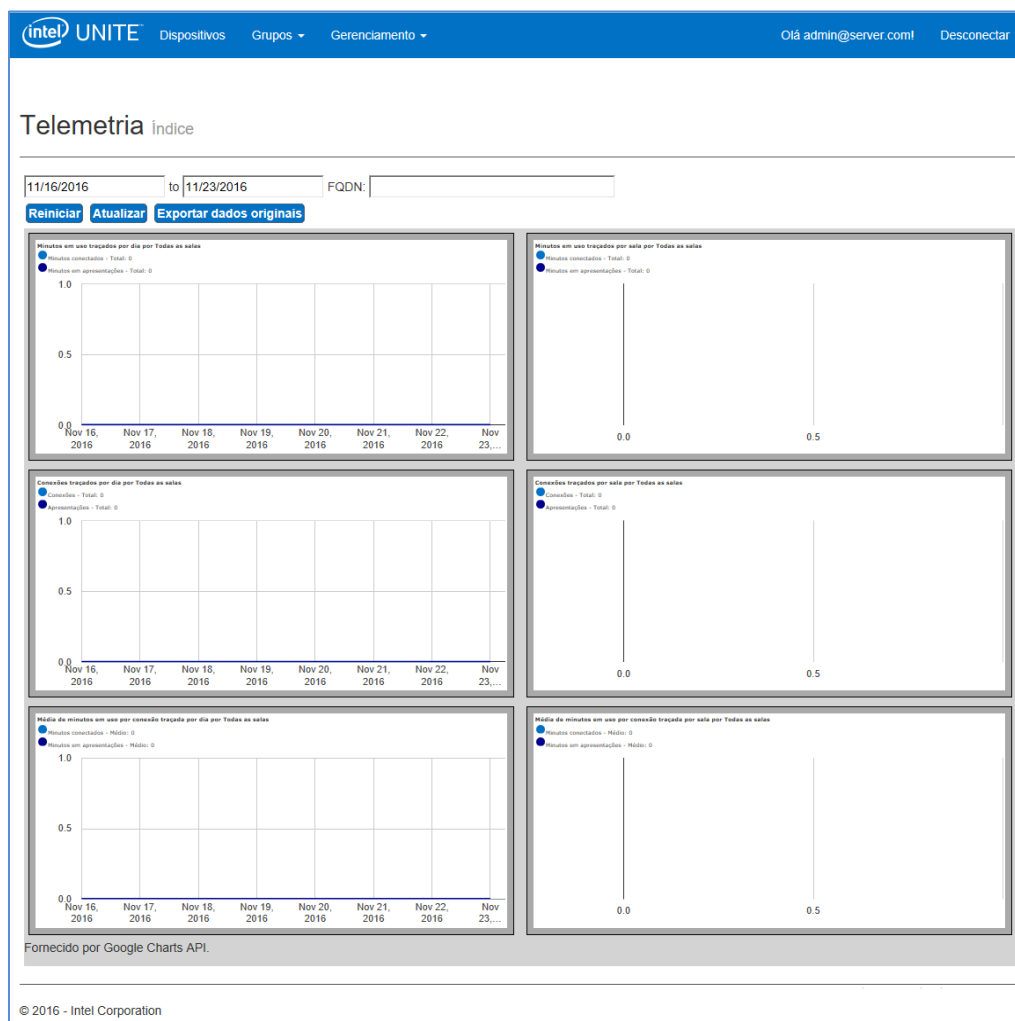 intel UNITE™ Dispositivos Grupos Gerenciamento Olá admin@server.com! Desconectar
Telemetria Índice
11/16/2016 to 11/23/2016 FQDN:
Reiniciar Atualizar Exportar dados originais
Minutos em uso traçados por dia por Todas as salas
Minutos conectados - Total: 0
Minutos em apresentações - Total: 0
1.0
0.5
0.0
Nov 16, 2016 Nov 17, 2016 Nov 18, 2016 Nov 19, 2016 Nov 20, 2016 Nov 21, 2016 Nov 22, 2016 Nov 23,...
Minutos em uso traçados por sala por Todas as salas
Minutos conectados - Total: 0
Minutos em apresentações - Total: 0
0.0 0.5
Conexões traçados por dia por Todas as salas
Conexões - Total: 0
Apresentações - Total: 0
1.0
0.5
0.0
Nov 16, 2016 Nov 17, 2016 Nov 18, 2016 Nov 19, 2016 Nov 20, 2016 Nov 21, 2016 Nov 22, 2016 Nov 23,...
Conexões traçados por sala por Todas as salas
Conexões - Total: 0
Apresentações - Total: 0
0.0 0.5
Média de minutos em uso por conexão traçada por dia por Todas as salas
Minutos conectados - Médio: 0
Minutos em apresentações - Médio: 0
1.0
0.5
0.0
Nov 16, 2016 Nov 17, 2016 Nov 18, 2016 Nov 19, 2016 Nov 20, 2016 Nov 21, 2016 Nov 22, 2016 Nov 23,...
Média de minutos em uso por conexão traçada por sala por Todas as salas
Minutos conectados - Médio: 0
Minutos em apresentações - Médio: 0
0.0 0.5
Fornecido por Google Charts API.
© 2016 - Intel Corporation